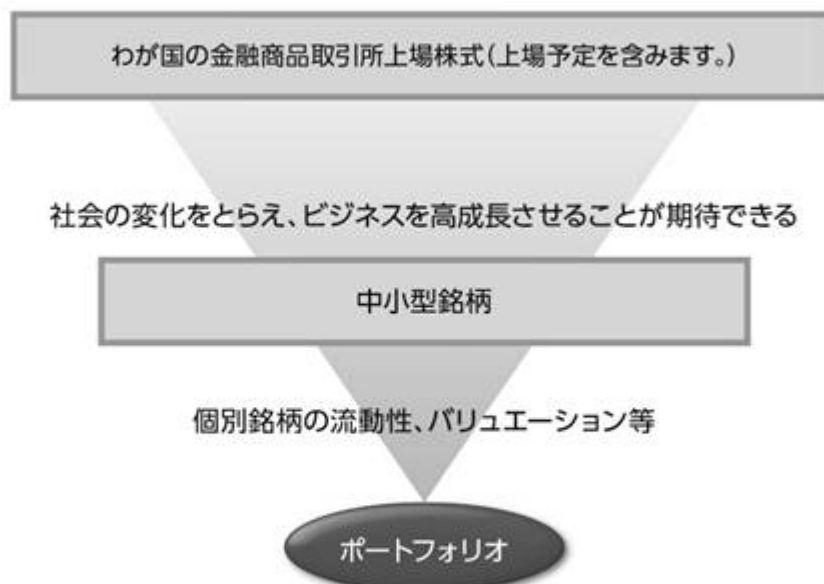 わが国の金融商品取引所上場株式(上場予定を含みます。)
社会の変化をとらえ、ビジネスを高成長させることが期待できる
中小型銘柄
個別銘柄の流動性、バリュエーション等
ポートフォリオ